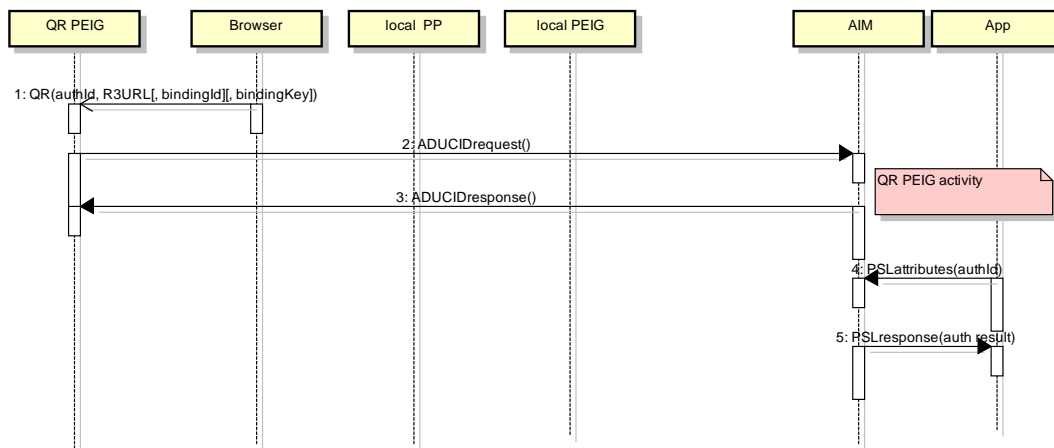 QR PEIG
Browser
local PP
local PEIG
AIM
App
1: QR(authId, R3URL[, bindingId][, bindingKey])
2: ADUCIDrequest()
QR PEIG activity
3: ADUCIDresponse()
4: PSLattributes(authId)
5: PSLresponse(auth result)